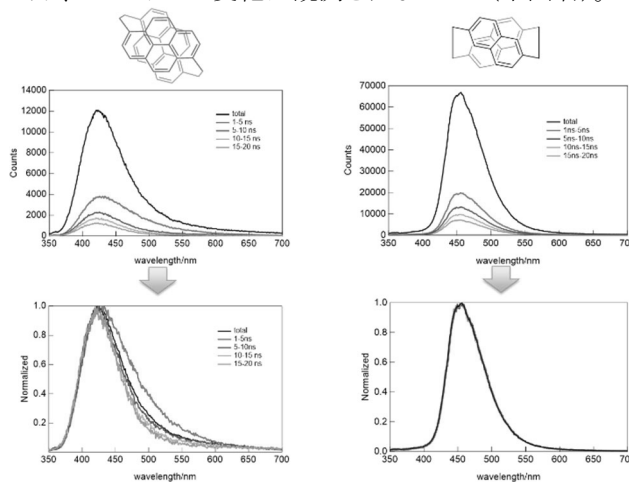 14000
12000
10000
8000
6000
4000
2000
0
Counts
total
1-5 ns
5-10 ns
10-15 ns
15-20 ns
350 400 450 500 550 600 650 700
wavelength/nm
70000
60000
50000
40000
30000
20000
10000
0
Counts
total
1ns-5ns
5ns-10ns
10ns-15ns
15ns-20ns
350 400 450 500 550 600 650 700
wavelength/nm
1.0
0.8
0.6
0.4
0.2
Normalized
total
1-5ns
5-10ns
10-15 ns
15-20 ns
350 400 450 500 550 600 650 700
wavelength/nm
1.0
0.8
0.6
0.4
0.2
Normalized
350 400 450 500 550 600 650 700
wavelength/nm